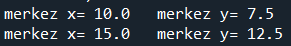 merkez x= 10.0   merkez y= 7.5
merkez x= 15.0   merkez y= 12.5